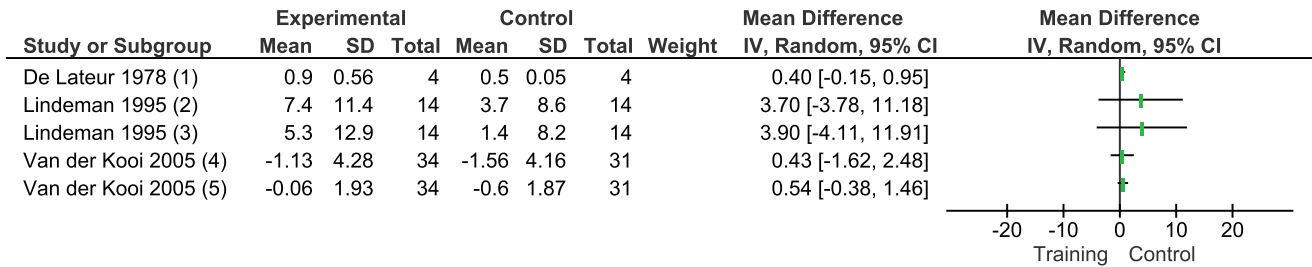 Experimental Control Mean Difference Mean Difference
Study or Subgroup Mean SD Total Mean SD Total Weight IV, Random, 95% CI IV, Random, 95% CI
De Lateur 1978 (1) 0.9 0.56 4 0.5 0.05 4 0.40 [-0.15, 0.95]
Lindeman 1995 (2) 7.4 11.4 14 3.7 8.6 14 3.70 [-3.78, 11.18]
Lindeman 1995 (3) 5.3 12.9 14 1.4 8.2 14 3.90 [-4.11, 11.91]
Van der Kooi 2005 (4) -1.13 4.28 34 -1.56 4.16 31 0.43 [-1.62, 2.48]
Van der Kooi 2005 (5) -0.06 1.93 34 -0.6 1.87 31 0.54 [-0.38, 1.46]
-20 -10 0 10 20
Training Control